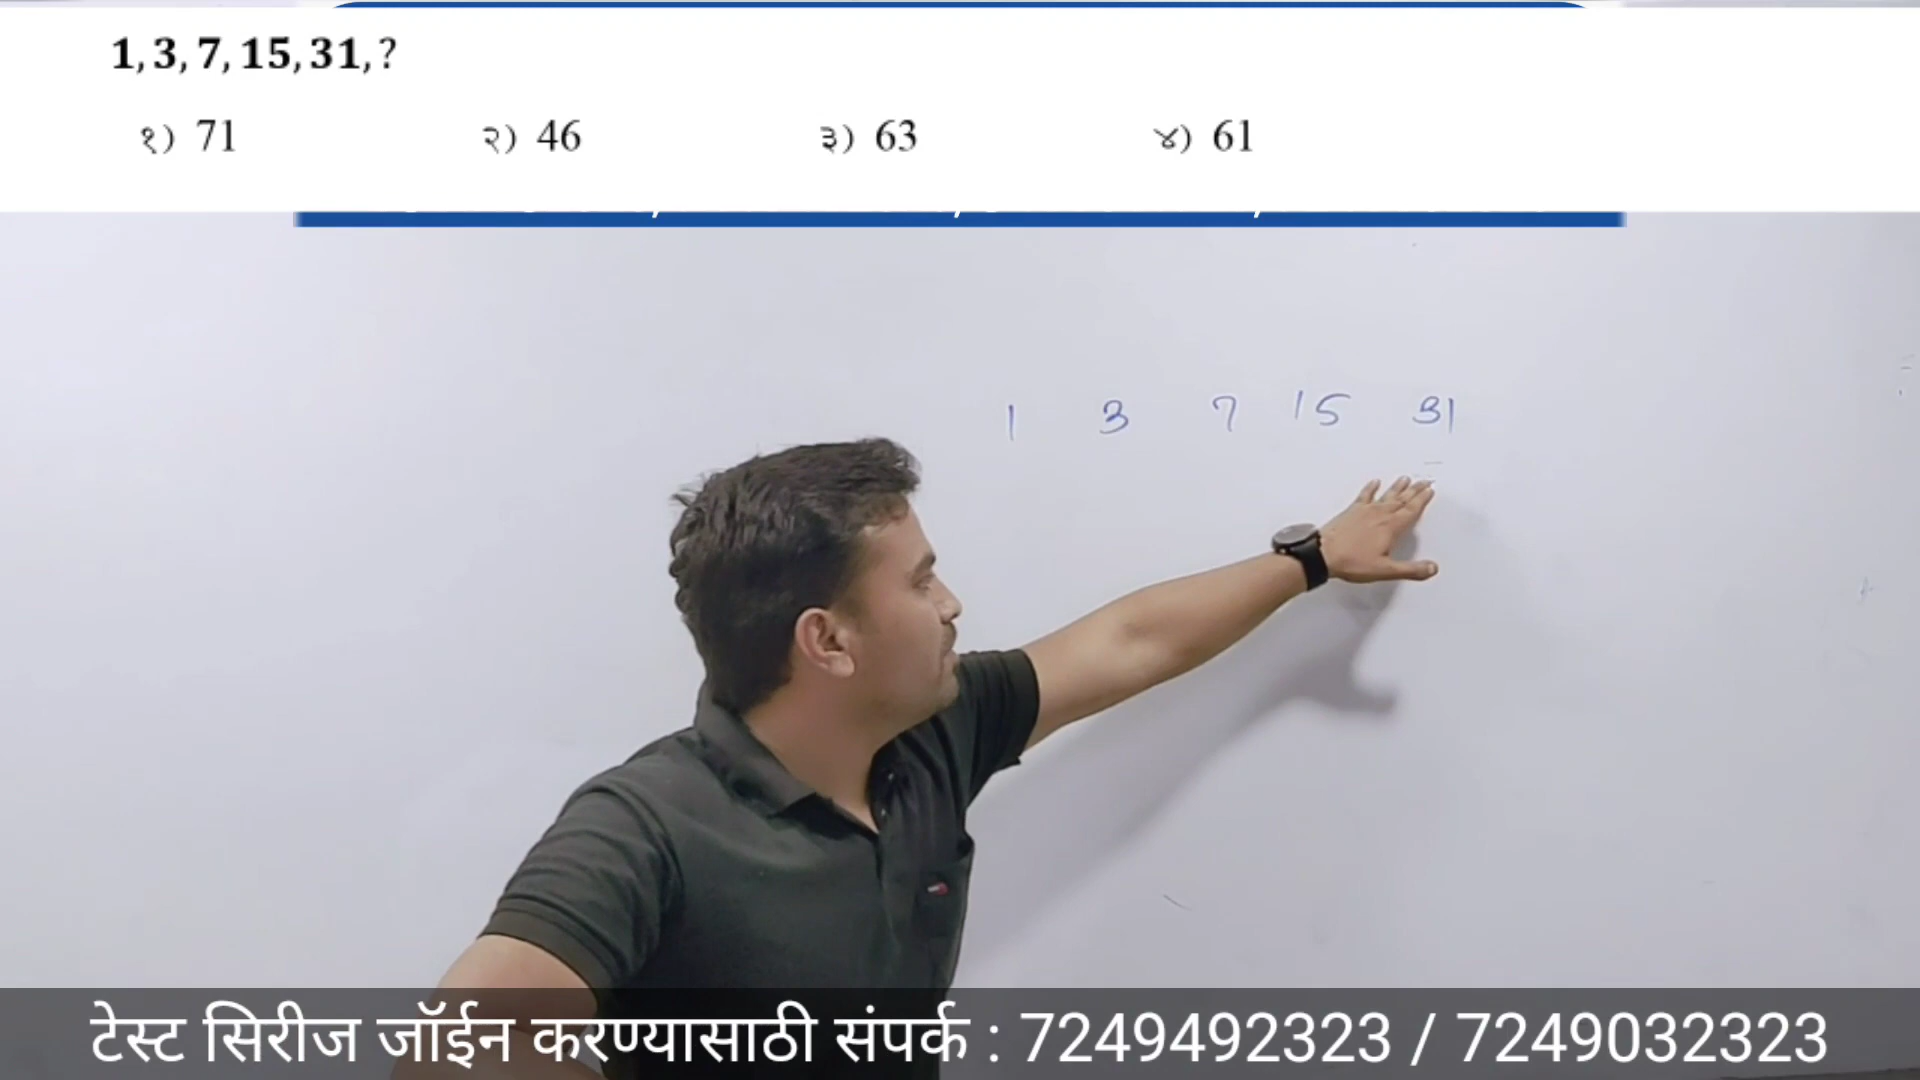 1, 3, 7, 15, 31, ?
१) 71 २) 46 ३) 63 ४) 61
1 3 7 15 31
टेस्ट सिरीज जॉईन करण्यासाठी संपर्क : 7249492323 / 7249032323